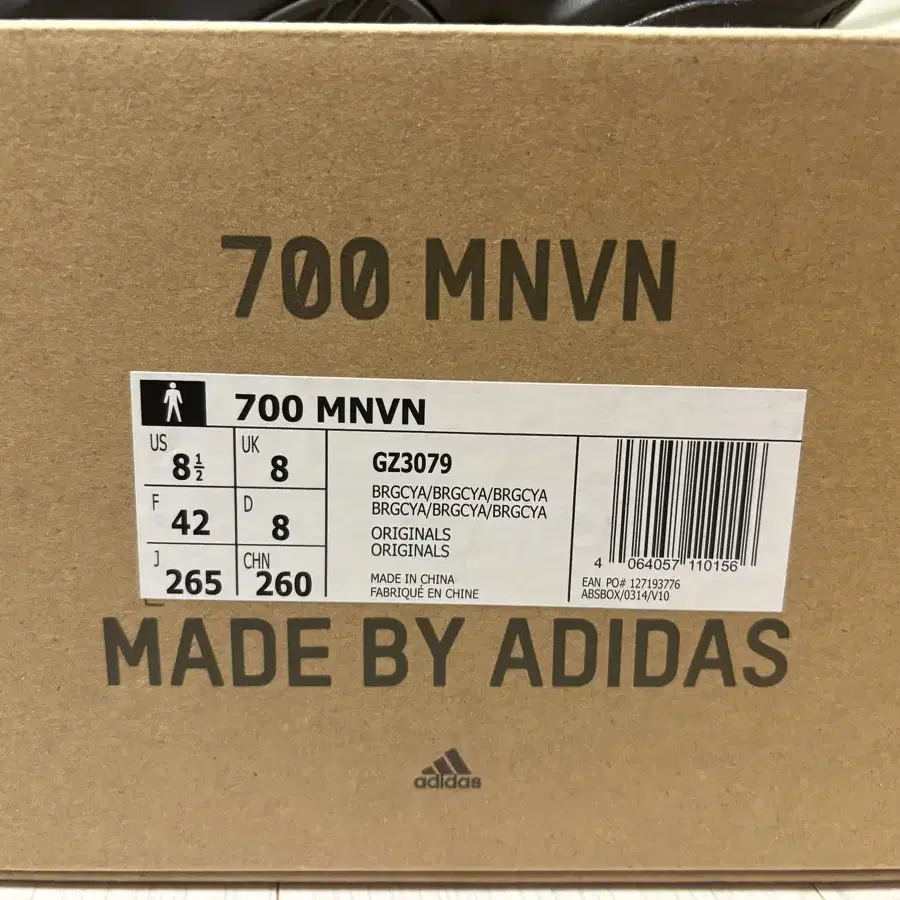 700 MNVN
700 MNVN
US 8½ UK 8
F 42 D 8
J 265 CHN 260
GZ3079
BRGCYA/BRGCYA/BRGCYA
BRGCYA/BRGCYA/BRGCYA
ORIGINALS
ORIGINALS
MADE IN CHINA
FABRIQUÉ EN CHINE
4 064057 110156
EAN PO# 127193776
ABSBOX/0314/V10
MADE BY ADIDAS
adidas